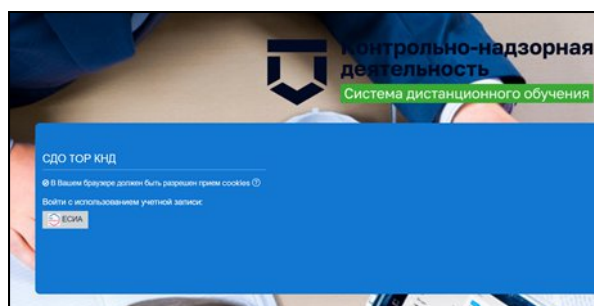 Контрольно-надзорная
деятельность
Система дистанционного обучения
СДО ТОР КНД
В Вашем браузере должен быть разрешен прием cookies
Войти с использованием учетной записи:
ЕСИА